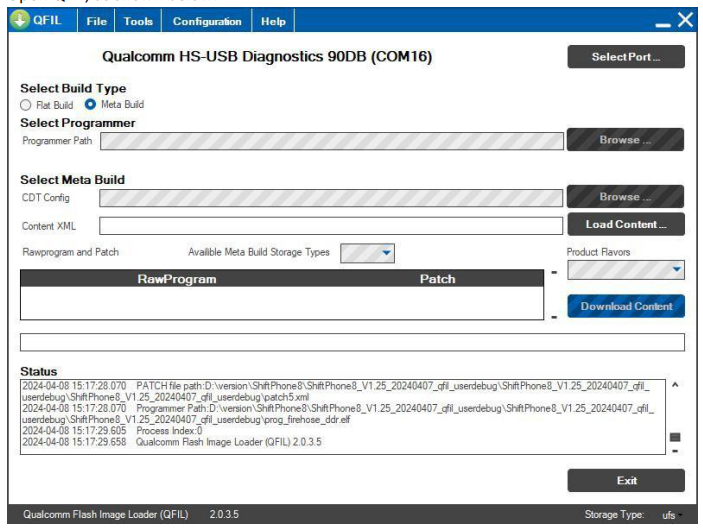 QFIL File Tools Configuration Help
Qualcomm HS-USB Diagnostics 90DB (COM16)
Select Port ...
Select Build Type
Flat Build Meta Build
Select Programmer
Programmer Path
Browse ...
Select Meta Build
CDT Config
Browse ...
Content XML
Load Content ...
Rawprogram and Patch Availible Meta Build Storage Types Product Flavors
RawProgram Patch
Download Content
Status
2024-04-08 15:17:28.070 PATCH file path:D:\version\ShiftPhone8\ShiftPhone8_V1.25_20240407_qfil_userdebug\ShiftPhone8_V1.25_20240407_qfil_
userdebug\ShiftPhone8_V1.25_20240407_qfil_userdebug\patch5.xml
2024-04-08 15:17:28.070 Programmer Path:D:\version\ShiftPhone8\ShiftPhone8_V1.25_20240407_qfil_userdebug\ShiftPhone8_V1.25_20240407_qfil_
userdebug\ShiftPhone8_V1.25_20240407_qfil_userdebug\prog_firehose_ddr.elf
2024-04-08 15:17:29.605 Process Index:0
2024-04-08 15:17:29.658 Qualcomm Flash Image Loader (QFIL) 2.0.3.5
Exit
Qualcomm Flash Image Loader (QFIL) 2.0.3.5 Storage Type: ufs